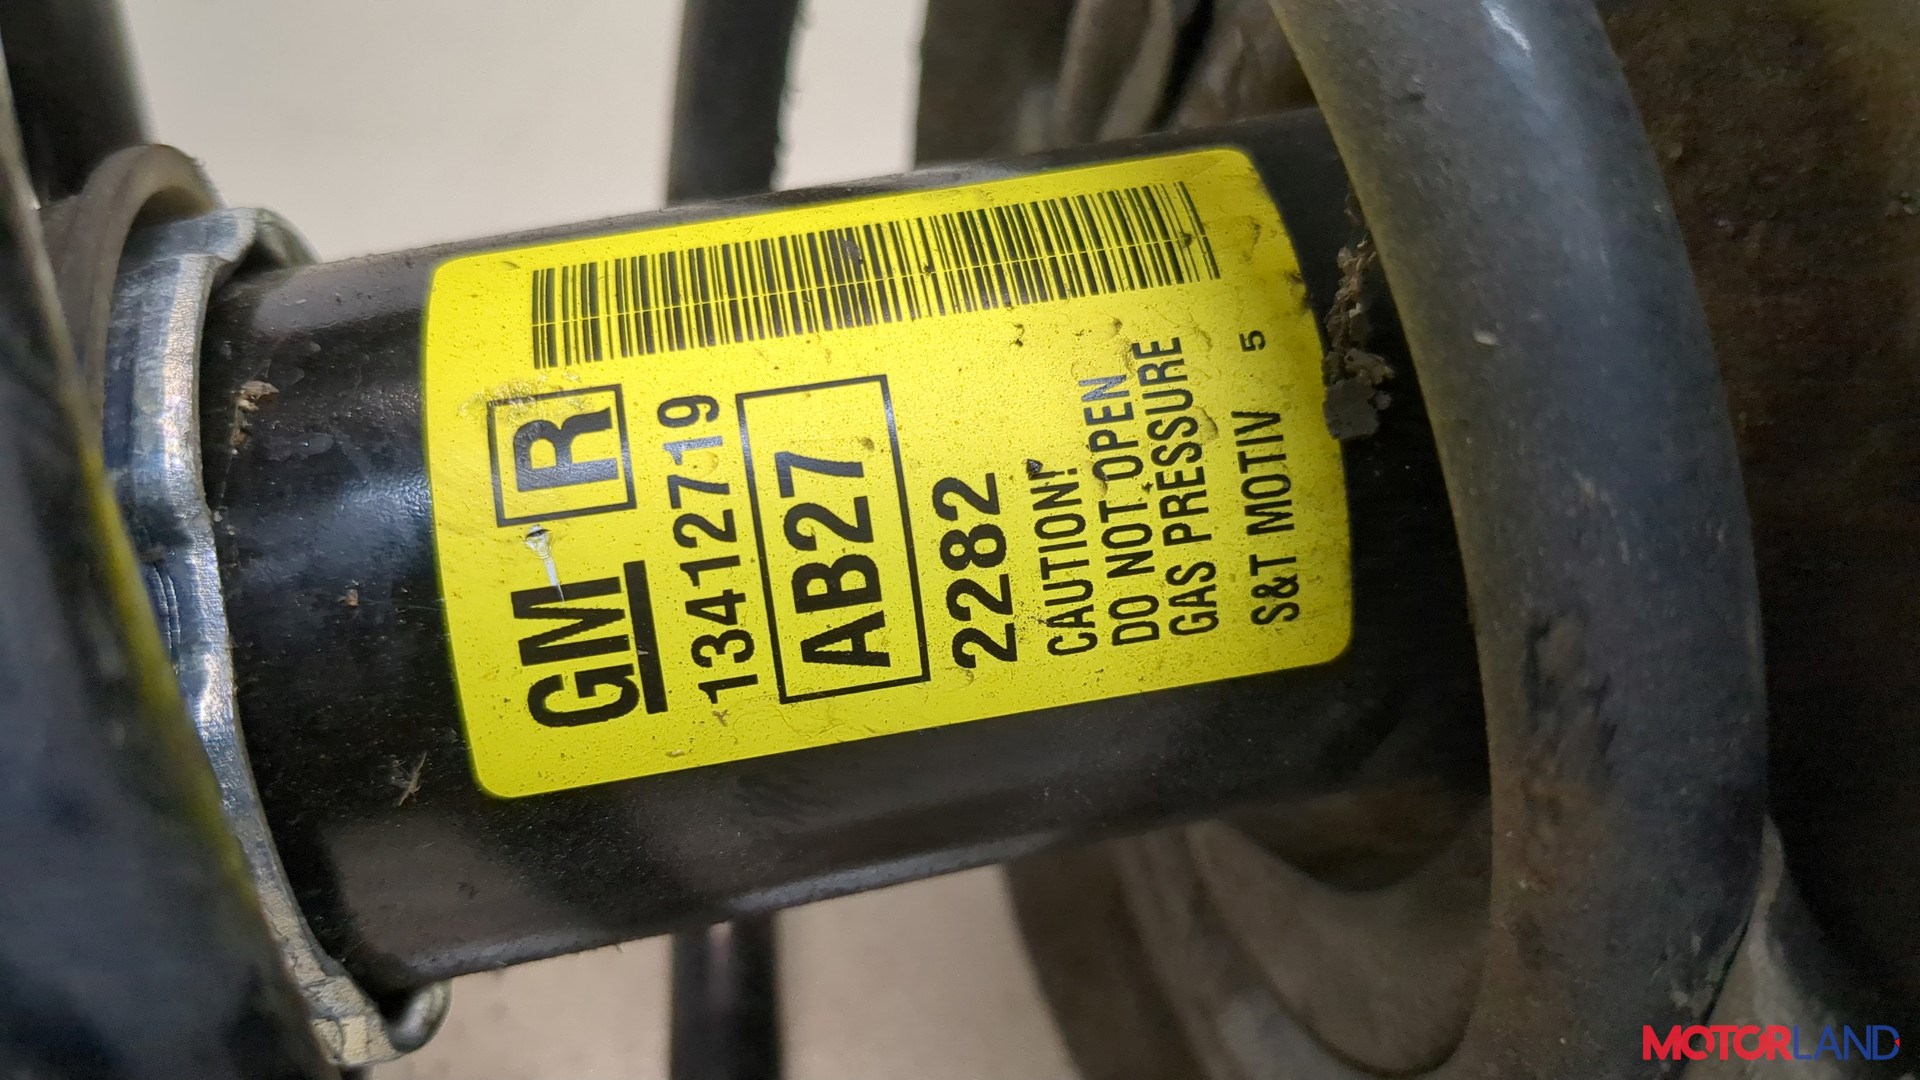 GM R
13412719
AB27
2282
CAUTION!
DO NOT OPEN
GAS PRESSURE
S&T MOTIV 5
MOTORLAND